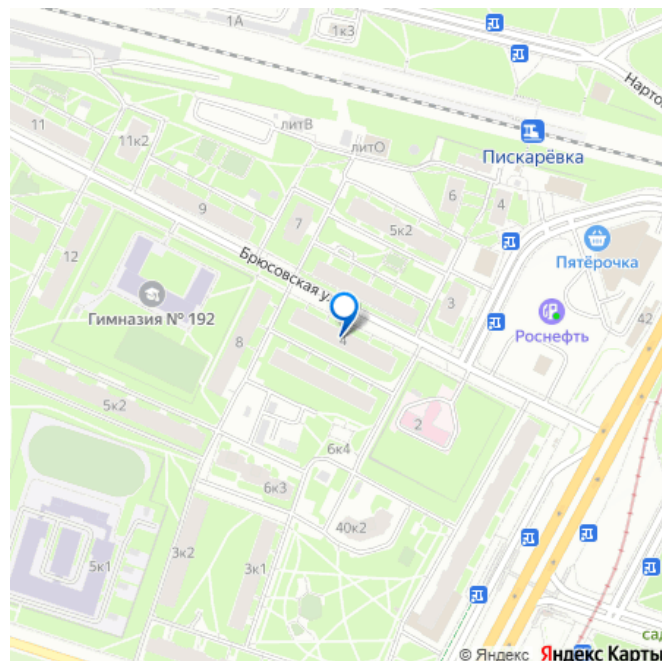 1А
1к3
Нарто
11
11к2
литВ
литО
Пискарёвка
6
4
9
7
5к2
Пятёрочка
12
Брюсовская у
Гимназия № 192
3
Роснефть
42
8
4
5к2
2
6к4
6к3
40к2
3к2
5к1
3к1
сад
© Яндекс Яндекс Карты